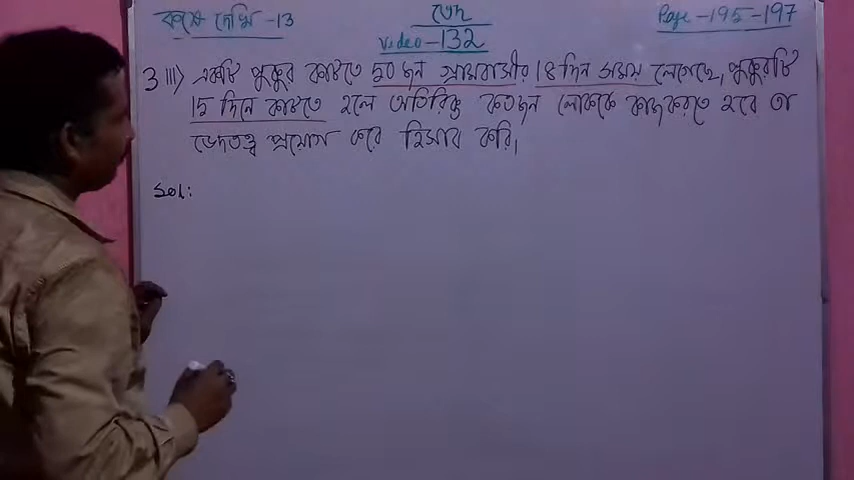 কষে দেখি -13
ভেদ
Video-132
Page -195-197
3 iii) একটি পুকুর কাটতে 50 জন গ্রামবাসীর 18 দিন সময় লেগেছে, পুকুরটি
15 দিনে কাটতে হলে অতিরিক্ত কতজন লোককে কাজ করতে হবে তা
ভেদতত্ত্ব প্রয়োগ করে হিসাব করি।
Sol: